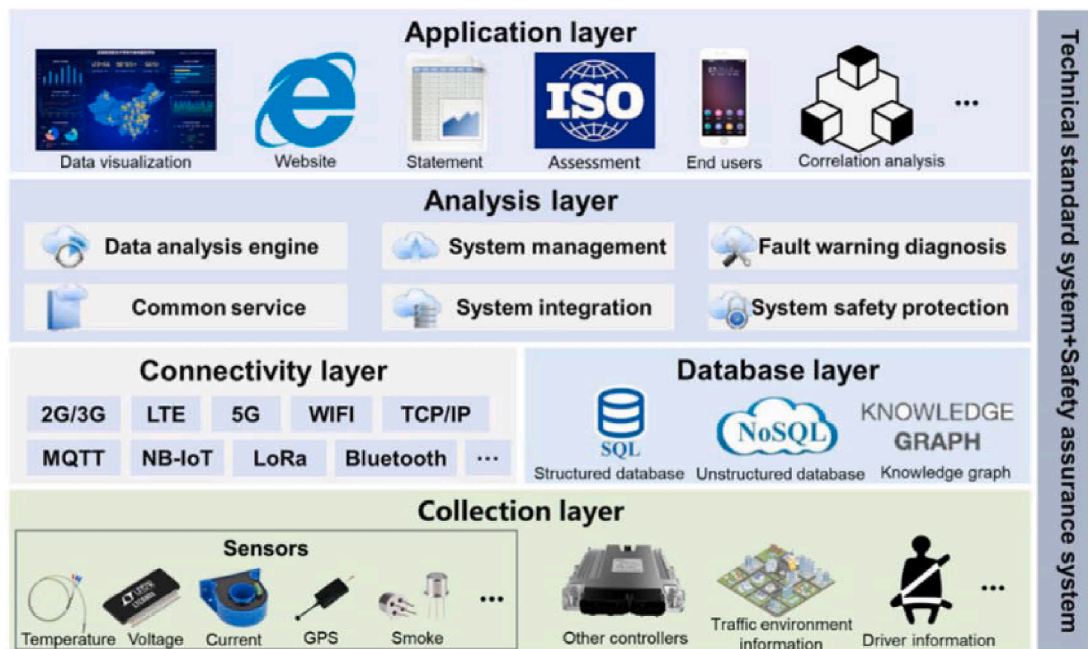 Application layer
Data visualization
Website
Statement
ISO
Assessment
End users
Correlation analysis
...
Analysis layer
Data analysis engine
System management
Fault warning diagnosis
Common service
System integration
System safety protection
Connectivity layer
2G/3G
LTE
5G
WIFI
TCP/IP
MQTT
NB-IoT
LoRa
Bluetooth
...
Database layer
SQL
Structured database
NoSQL
Unstructured database
KNOWLEDGE
GRAPH
Knowledge graph
Collection layer
Sensors
Temperature
Voltage
Current
GPS
Smoke
...
Other controllers
Traffic environment
information
Driver information
...
Technical standard system+Safety assurance system